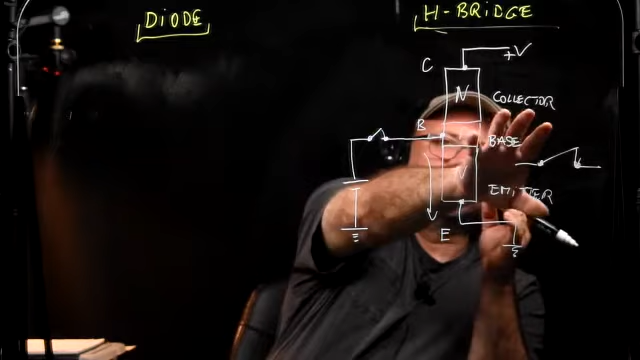 DIODE
H-BRIDGE
C
+V
N
COLLECTOR
B
BASE
N
EMITTER
E